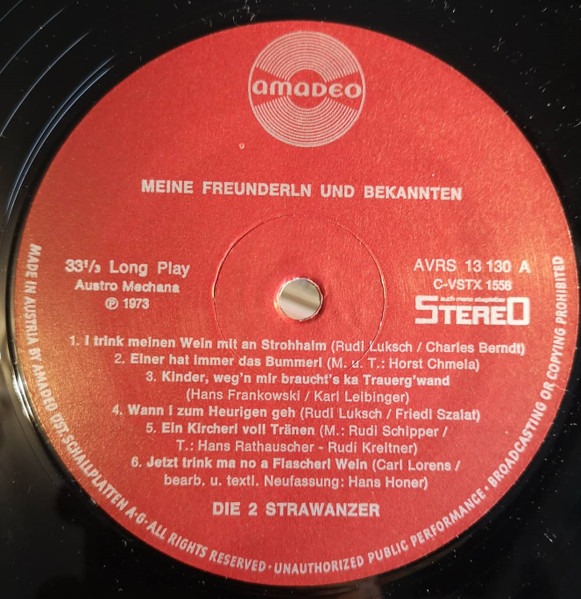 AMADEO
MEINE FREUNDERLN UND BEKANNTEN
33 1/3 Long Play
Austro Mechana
℗ 1973
AVRS 13 130 A
C-VSTX 1558
auch mono abspielbar
STEREO
1. I trink meinen Wein mit an Strohhalm (Rudi Luksch / Charles Berndt)
2. Einer hat immer das Bummerl (M. u. T.: Horst Chmela)
3. Kinder, weg'n mir braucht's ka Trauerg'wand
(Hans Frankowski / Karl Leibinger)
4. Wann i zum Heurigen geh (Rudi Luksch / Friedl Szalat)
5. Ein Kircherl voll Tränen (M.: Rudi Schipper /
T.: Hans Rathauscher - Rudi Kreitner)
6. Jetzt trink ma no a Flascherl Wein (Carl Lorens /
bearb. u. textl. Neufassung: Hans Honer)
DIE 2 STRAWANZER
MADE IN AUSTRIA BY AMADEO ÖST. SCHALLPLATTEN A·G · ALL RIGHTS RESERVED · UNAUTHORIZED PUBLIC PERFORMANCE · BROADCASTING OR COPYING PROHIBITED